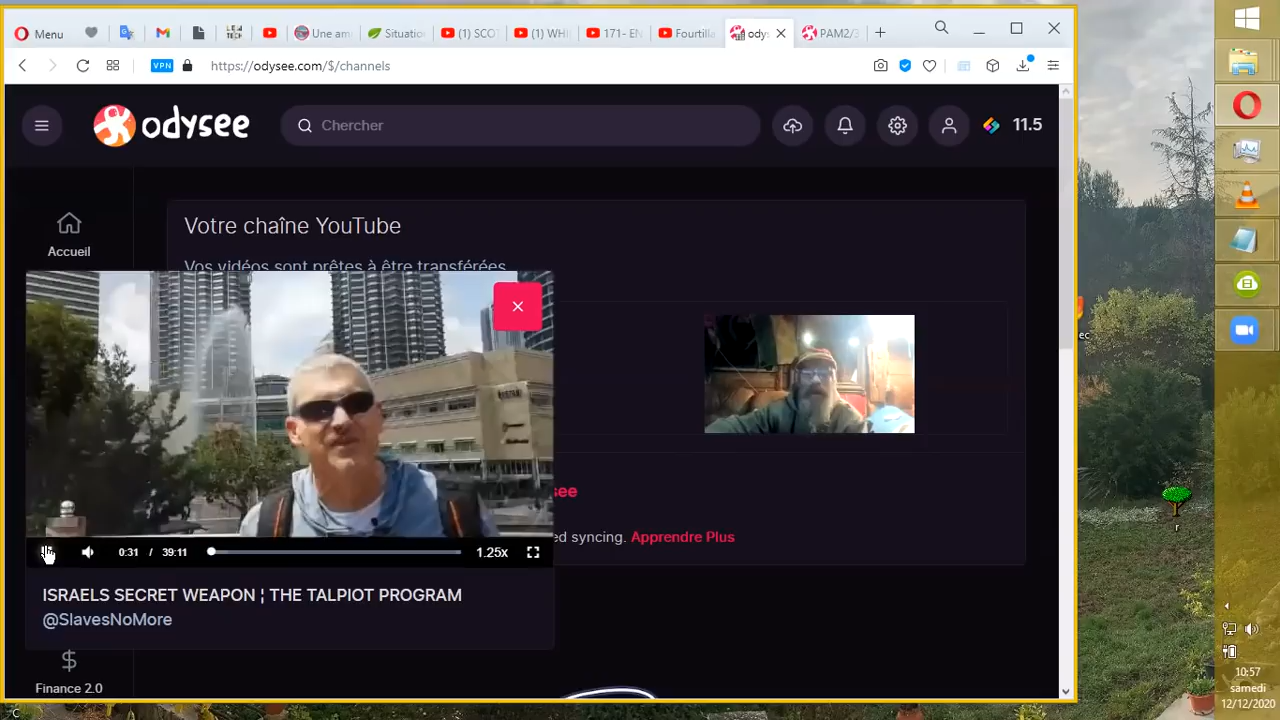 Menu
Une am
Situation
(1) SCO
(1) WHI
171- EN
Fourtilla
odys
PAM2/3
VPN
https://odysee.com/$/channels
odysee
Chercher
11.5
Accueil
Votre chaîne YouTube
Vos vidéos sont prêtes à être transférées
see
ed syncing. Apprendre Plus
0:31 / 39:11
1.25x
ISRAELS SECRET WEAPON ¦ THE TALPIOT PROGRAM
@SlavesNoMore
Finance 2.0
ec
r
10:57
samedi
12/12/2020